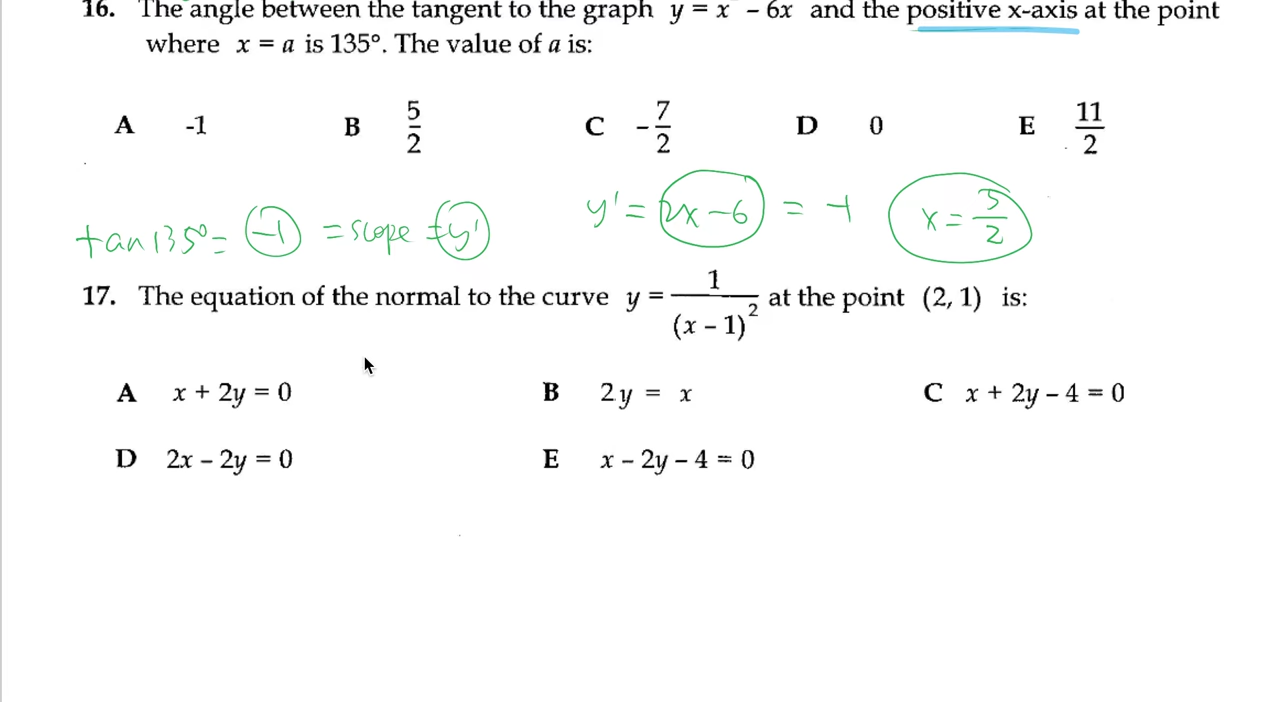 16. The angle between the tangent to the graph y = x - 6x and the positive x-axis at the point
where x = a is 135°. The value of a is:
A -1 B 5/2 C -7/2 D 0 E 11/2
tan135° = -1 = slope = y' y' = 2x-6 = -1 x = 5/2
17. The equation of the normal to the curve y = 1/(x - 1)² at the point (2, 1) is:
A x + 2y = 0 B 2y = x C x + 2y - 4 = 0
D 2x - 2y = 0 E x - 2y - 4 = 0